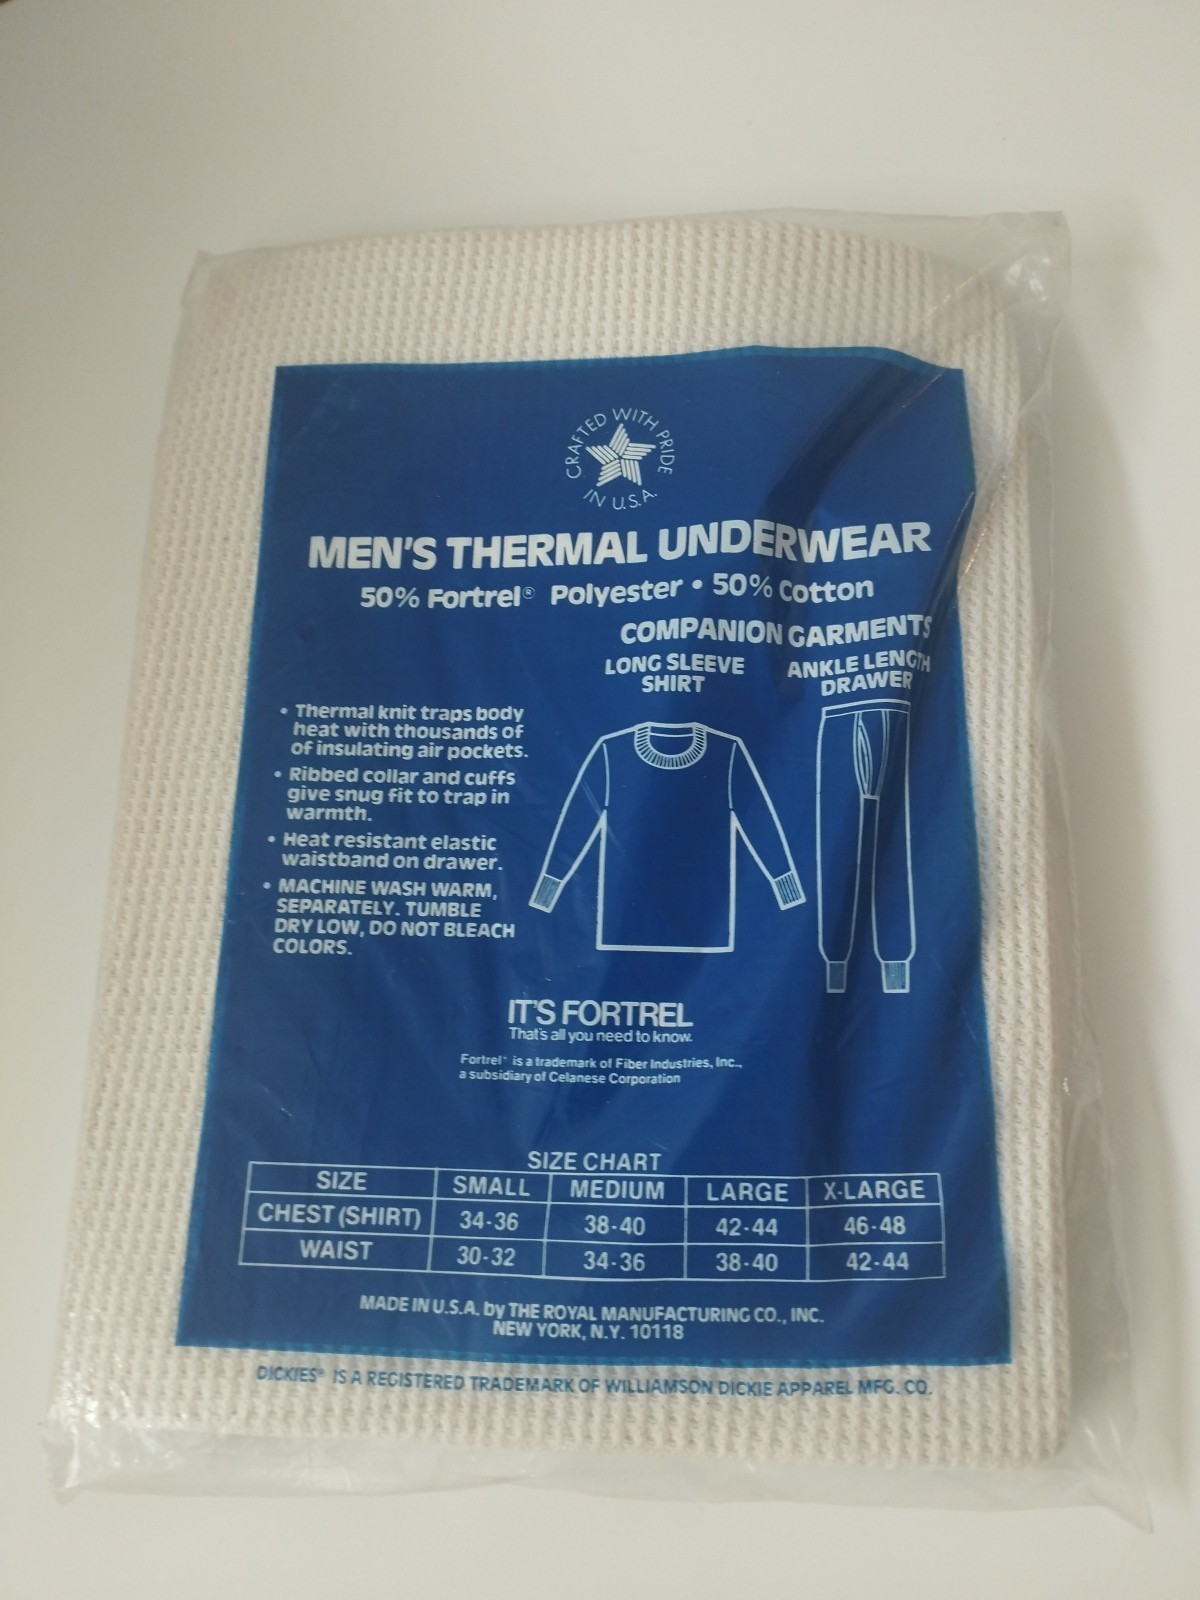 CRAFTED WITH PRIDE
IN U.S.A.
MEN'S THERMAL UNDERWEAR
50% Fortrel® Polyester • 50% Cotton
COMPANION GARMENTS
LONG SLEEVE
SHIRT
ANKLE LENGTH
DRAWER
• Thermal knit traps body
heat with thousands of
of insulating air pockets.
• Ribbed collar and cuffs
give snug fit to trap in
warmth.
• Heat resistant elastic
waistband on drawer.
• MACHINE WASH WARM,
SEPARATELY. TUMBLE
DRY LOW, DO NOT BLEACH
COLORS.
IT'S FORTREL
That's all you need to know.
Fortrel® is a trademark of Fiber Industries, Inc.,
a subsidiary of Celanese Corporation
SIZE CHART
SIZE SMALL MEDIUM LARGE X-LARGE
CHEST (SHIRT) 34-36 38-40 42-44 46-48
WAIST 30-32 34-36 38-40 42-44
MADE IN U.S.A. by THE ROYAL MANUFACTURING CO., INC.
NEW YORK, N.Y. 10118
DICKIES® IS A REGISTERED TRADEMARK OF WILLIAMSON DICKIE APPAREL MFG. CO.